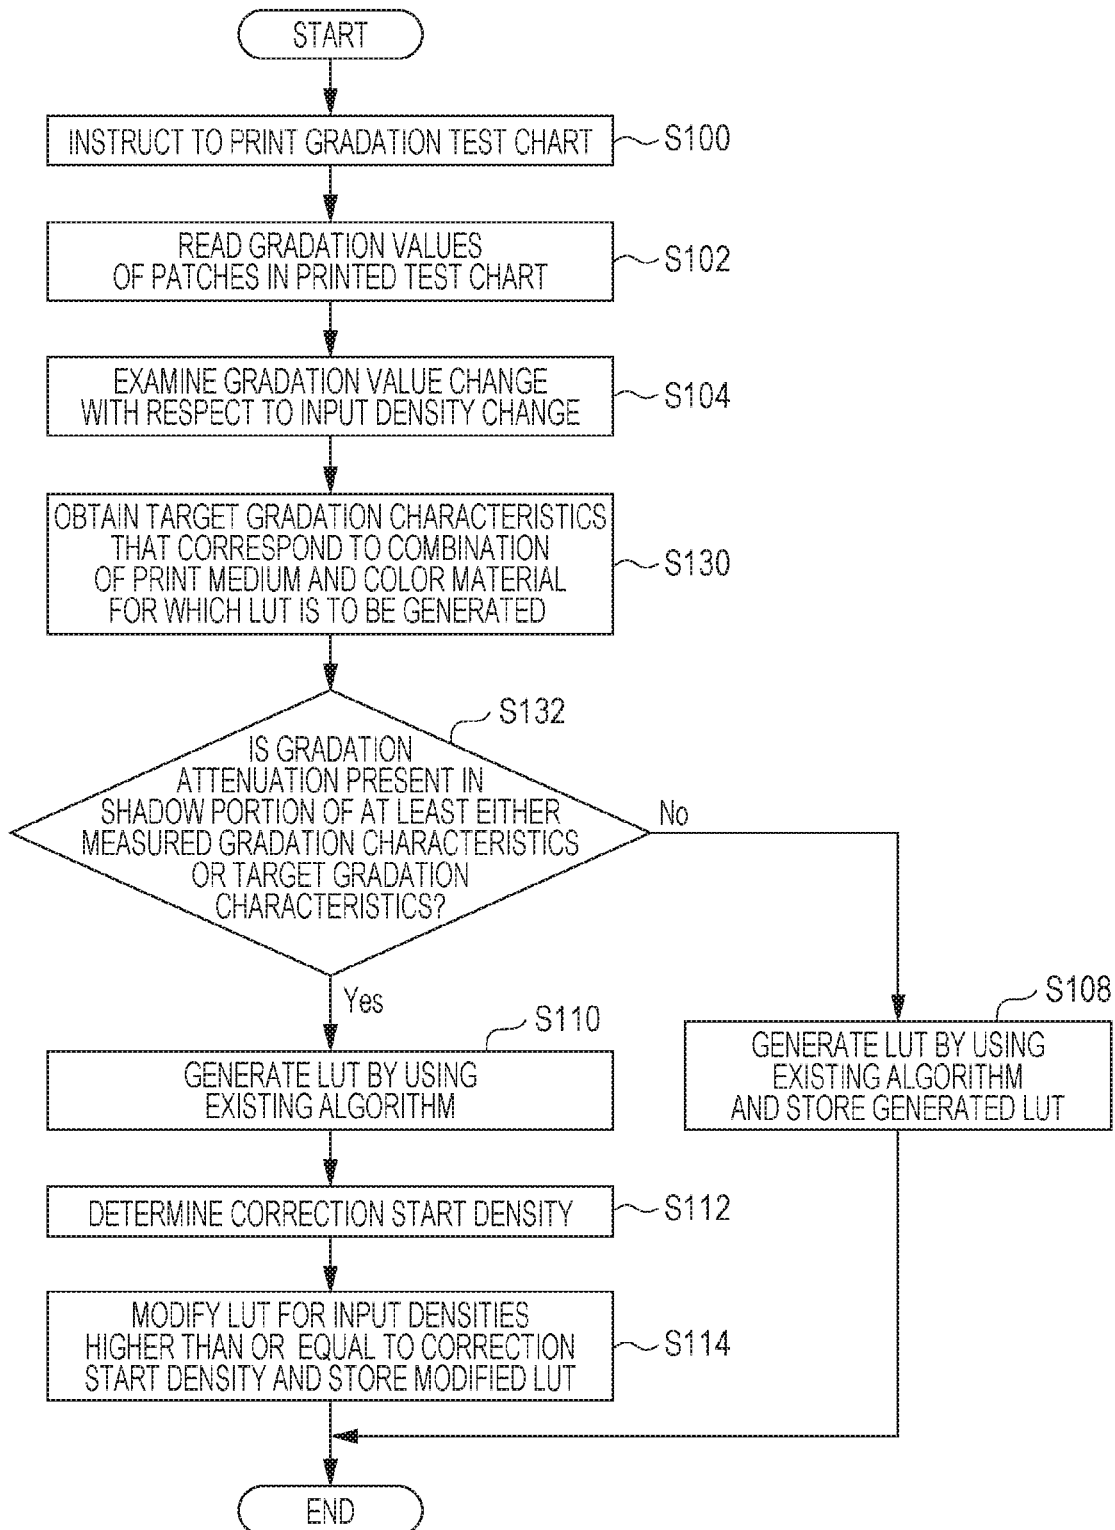 START
INSTRUCT TO PRINT GRADATION TEST CHART
S100
READ GRADATION VALUES
OF PATCHES IN PRINTED TEST CHART
S102
EXAMINE GRADATION VALUE CHANGE
WITH RESPECT TO INPUT DENSITY CHANGE
S104
OBTAIN TARGET GRADATION CHARACTERISTICS
THAT CORRESPOND TO COMBINATION
OF PRINT MEDIUM AND COLOR MATERIAL
FOR WHICH LUT IS TO BE GENERATED
S130
S132
IS GRADATION
ATTENUATION PRESENT IN
SHADOW PORTION OF AT LEAST EITHER
MEASURED GRADATION CHARACTERISTICS
OR TARGET GRADATION
CHARACTERISTICS?
No
Yes
S110
GENERATE LUT BY USING
EXISTING ALGORITHM
S108
GENERATE LUT BY USING
EXISTING ALGORITHM
AND STORE GENERATED LUT
DETERMINE CORRECTION START DENSITY
S112
MODIFY LUT FOR INPUT DENSITIES
HIGHER THAN OR EQUAL TO CORRECTION
START DENSITY AND STORE MODIFIED LUT
S114
END